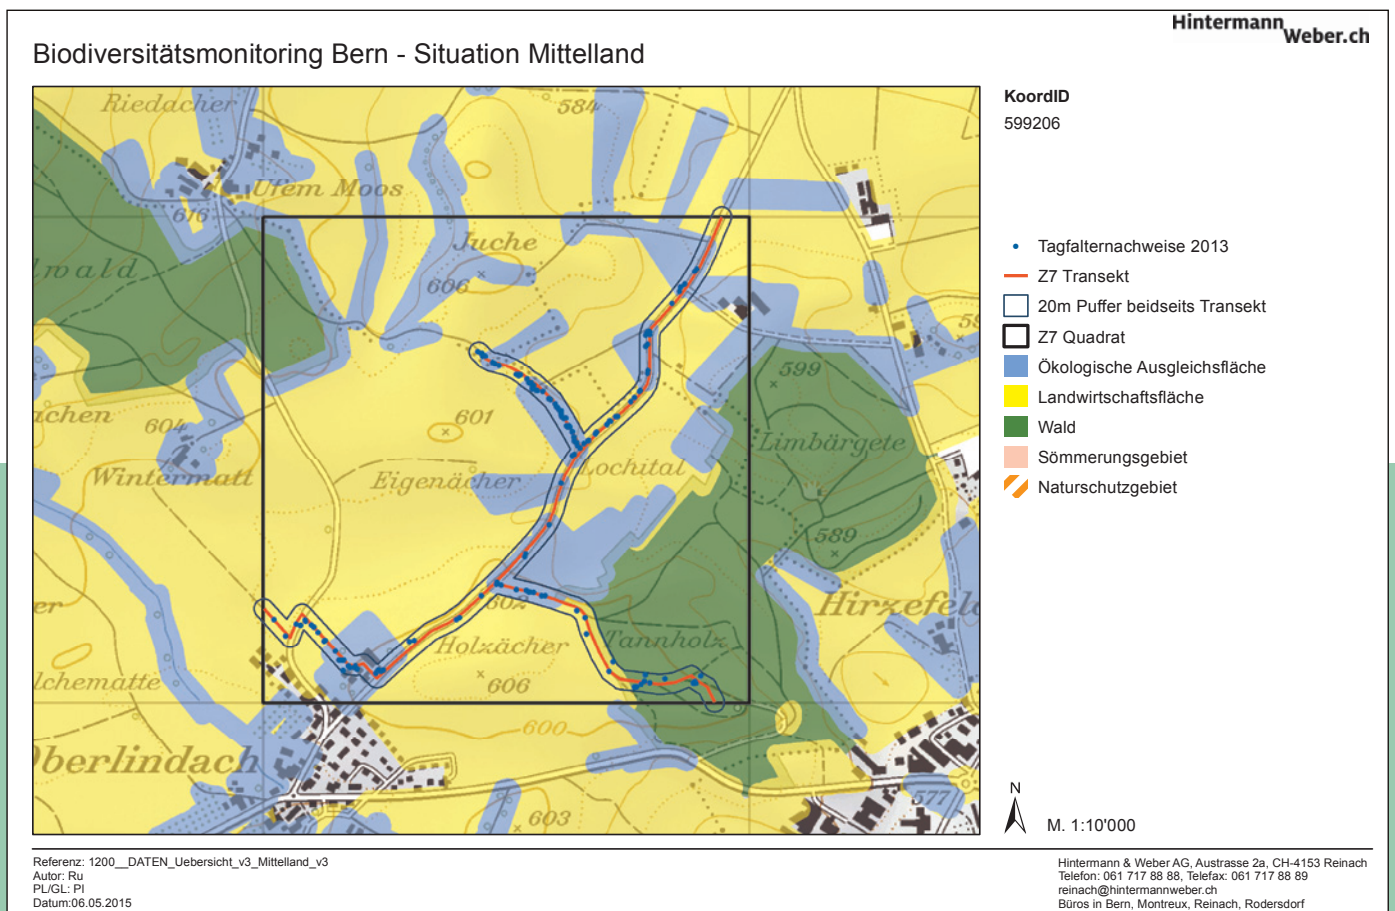 Hintermann
Weber.ch
Biodiversitätsmonitoring Bern - Situation Mittelland
Riedacher
584
Ufem Moos
616
Juche
606
lwald
599
achen
604
601
Limbärgete
Wintermatt
Eigenächer
Lochital
589
er
602
Hirzefeld
Holzächer
Tannholz
606
lchematte
600
berlindach
577
603
KoordID
599206
Tagfalternachweise 2013
Z7 Transekt
20m Puffer beidseits Transekt
Z7 Quadrat
Ökologische Ausgleichsfläche
Landwirtschaftsfläche
Wald
Sömmerungsgebiet
Naturschutzgebiet
N
M. 1:10'000
Referenz: 1200__DATEN_Uebersicht_v3_Mittelland_v3
Autor: Ru
PL/GL: Pl
Datum:06.05.2015
Hintermann & Weber AG, Austrasse 2a, CH-4153 Reinach
Telefon: 061 717 88 88, Telefax: 061 717 88 89
reinach@hintermannweber.ch
Büros in Bern, Montreux, Reinach, Rodersdorf